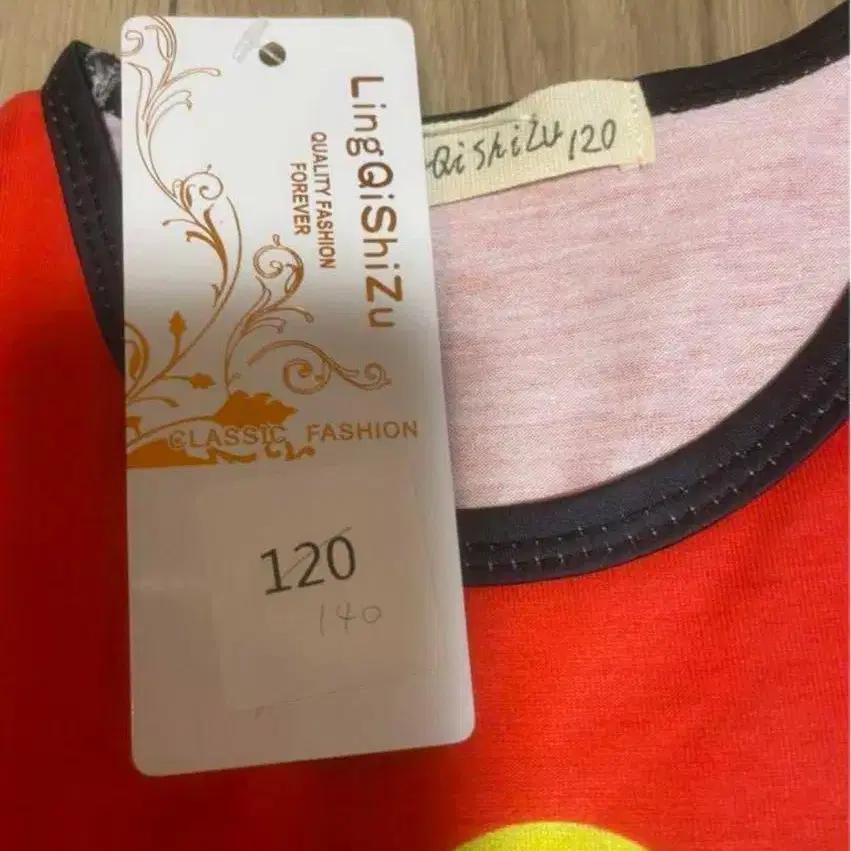 LingQiShiZu
QUALITY FASHION
FOREVER
CLASSIC FASHION
120
140
QiShiZu 120